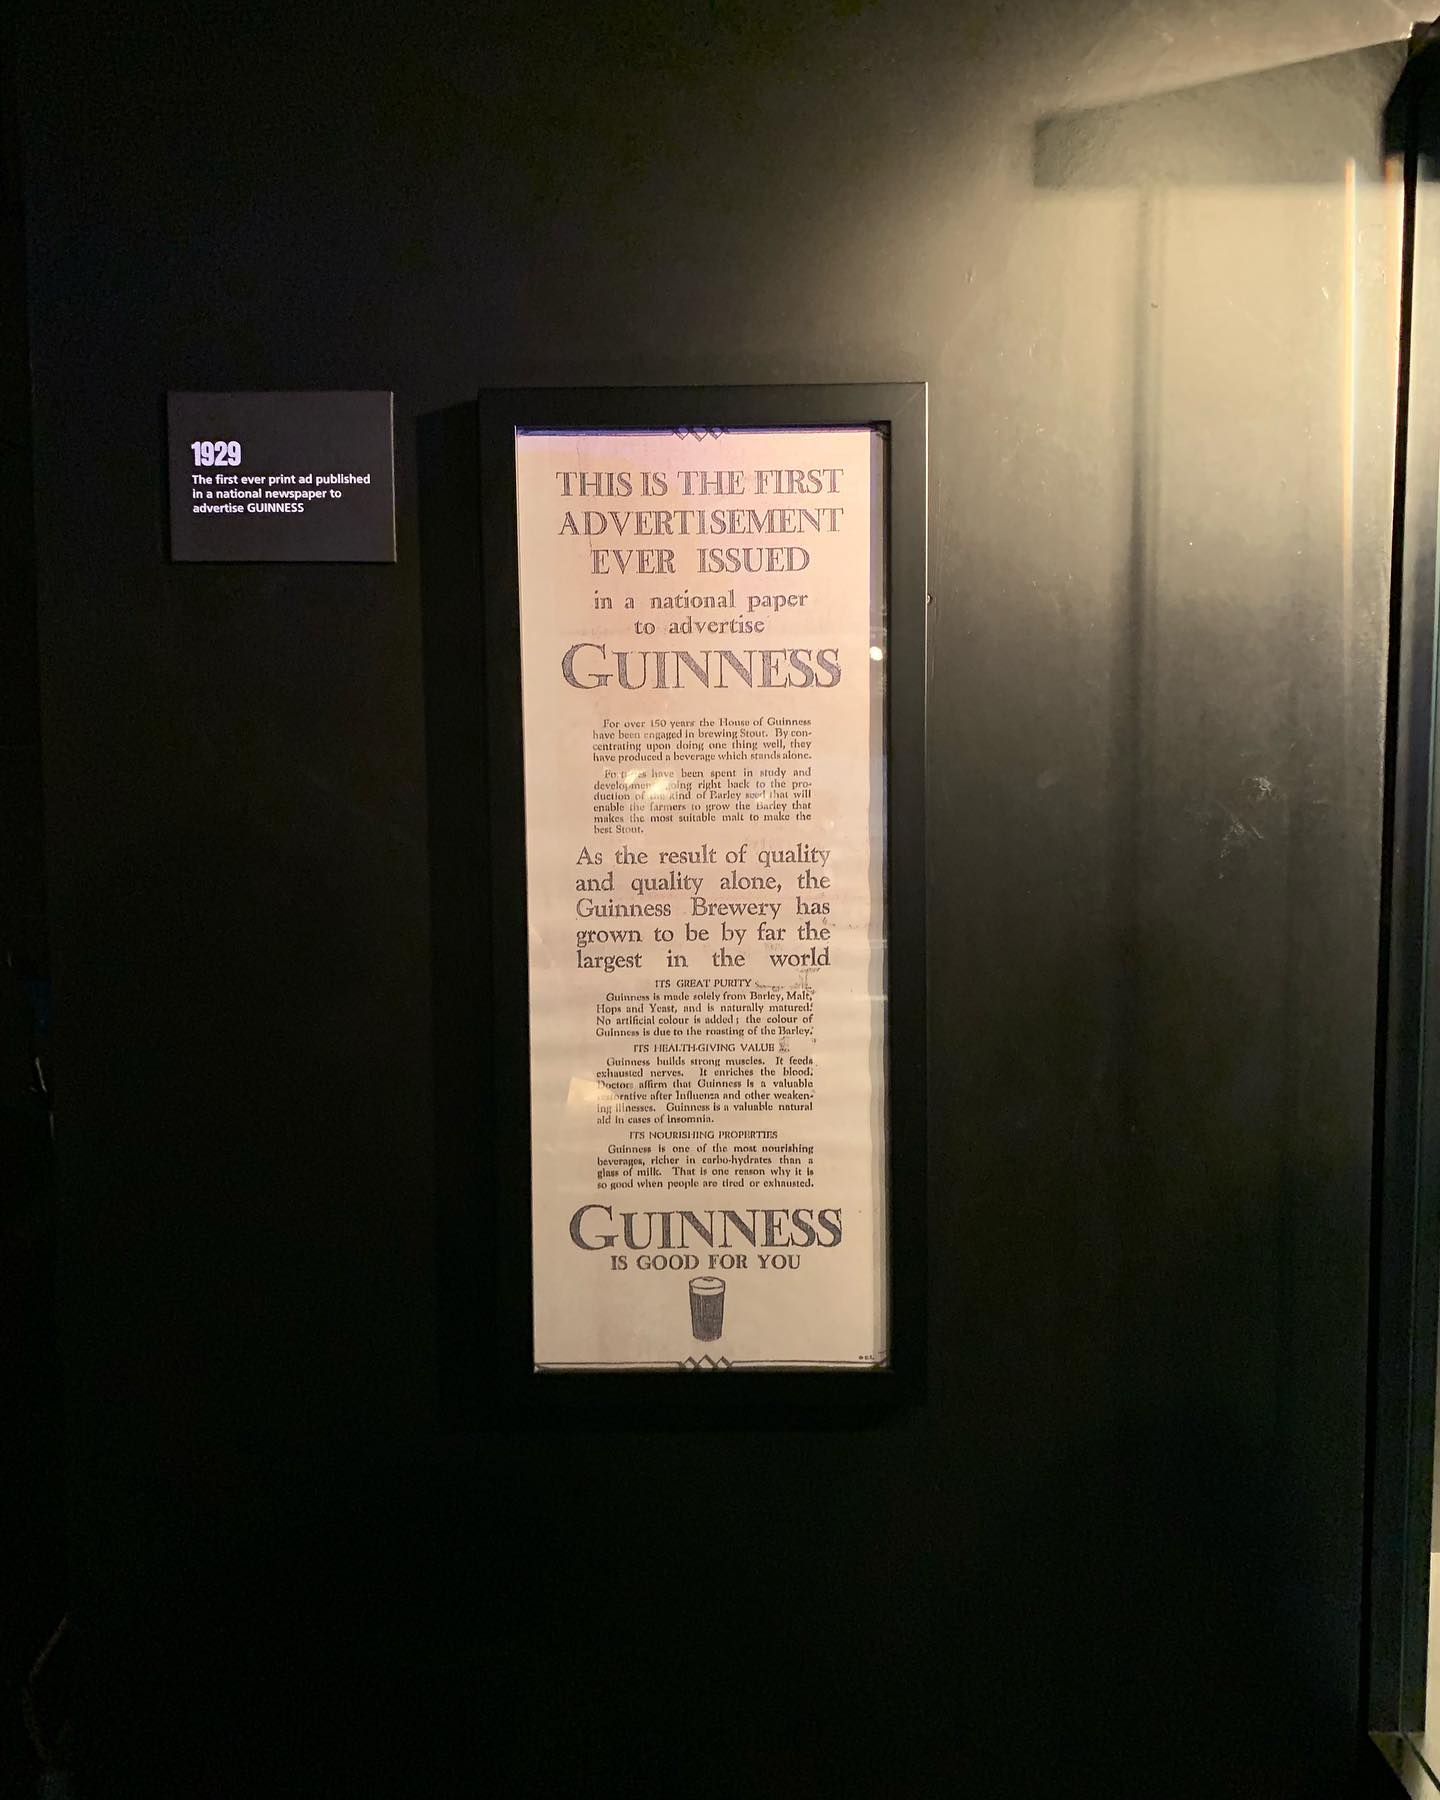 1929
The first ever print ad published
in a national newspaper to
advertise GUINNESS
THIS IS THE FIRST
ADVERTISEMENT
EVER ISSUED
in a national paper
to advertise
GUINNESS
For over 150 years the House of Guinness
have been engaged in brewing Stout. By con-
centrating upon doing one thing well, they
have produced a beverage which stands alone.
have been spent in study and
going right back to the pro-
duction of the kind of Barley seed that will
enable the farmers to grow the Barley that
makes the most suitable malt to make the
best Stout.
As the result of quality
and quality alone, the
Guinness Brewery has
grown to be by far the
largest in the world
ITS GREAT PURITY
Guinness is made solely from Barley, Malt,
Hops and Yeast, and is naturally matured.
No artificial colour is added; the colour of
Guinness is due to the roasting of the Barley.
ITS HEALTH-GIVING VALUE
Guinness builds strong muscles. It feeds
exhausted nerves. It enriches the blood.
Doctors affirm that Guinness is a valuable
restorative after Influenza and other weaken-
ing illnesses. Guinness is a valuable natural
aid in cases of insomnia.
ITS NOURISHING PROPERTIES
Guinness is one of the most nourishing
beverages, richer in carbo-hydrates than a
glass of milk. That is one reason why it is
so good when people are tired or exhausted.
GUINNESS
IS GOOD FOR YOU